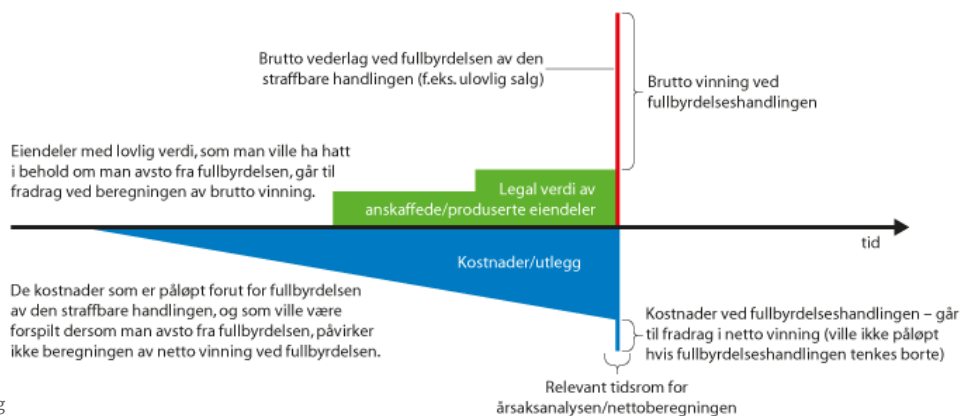 Brutto vederlag ved fullbyrdelsen av den
straffbare handlingen (f.eks. ulovlig salg)
Brutto vinning ved
fullbyrdelseshandlingen
Eiendeler med lovlig verdi, som man ville ha hatt
i behold om man avsto fra fullbyrdelsen, går til
fradrag ved beregningen av brutto vinning.
Legal verdi av
anskaffede/produserte eiendeler
tid
Kostnader/utlegg
De kostnader som er påløpt forut for fullbyrdelsen
av den straffbare handlingen, og som ville være
forspilt dersom man avsto fra fullbyrdelsen, påvirker
ikke beregningen av netto vinning ved fullbyrdelsen.
Kostnader ved fullbyrdelseshandlingen – går
til fradrag i netto vinning (ville ikke påløpt
hvis fullbyrdelseshandlingen tenkes borte)
Relevant tidsrom for
årsaksanalysen/nettoberegningen
g